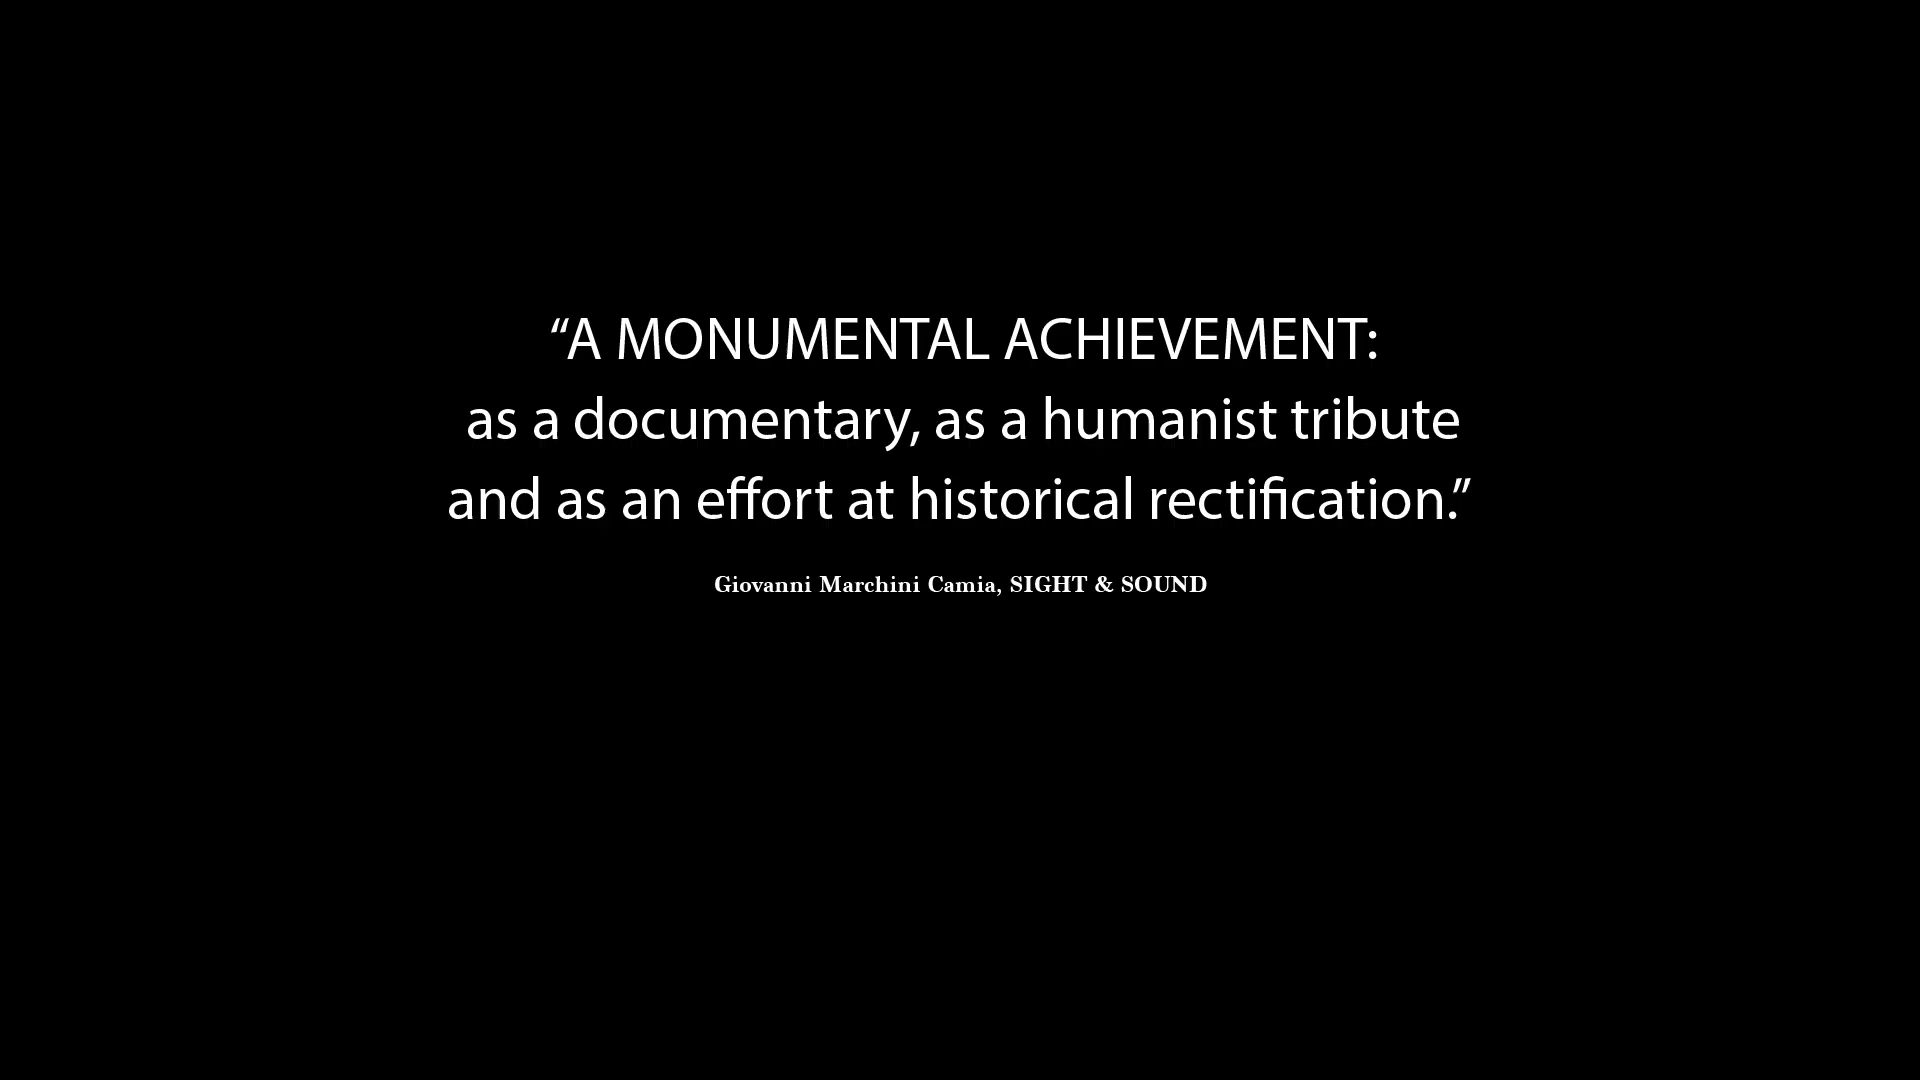 “A MONUMENTAL ACHIEVEMENT:
as a documentary, as a humanist tribute
and as an effort at historical rectification.”
Giovanni Marchini Camia, SIGHT & SOUND